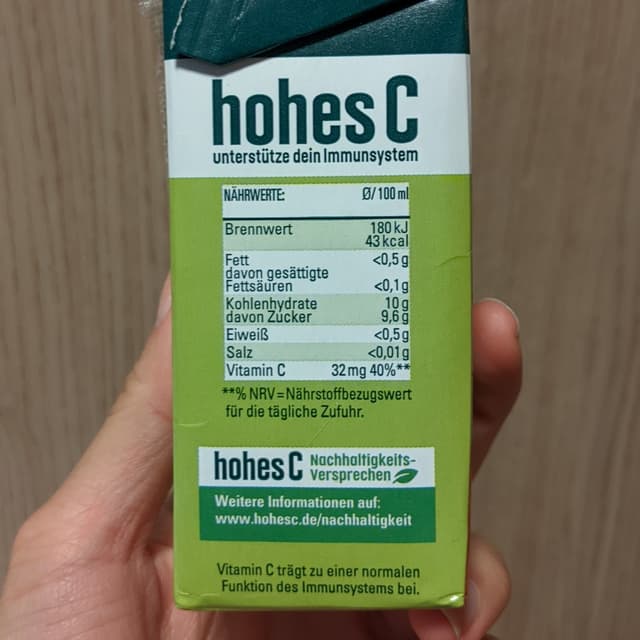 hohes C
unterstütze dein Immunsystem
NÄHRWERTE: Ø/100 ml
Brennwert 180 kJ
43 kcal
Fett <0,5 g
davon gesättigte
Fettsäuren <0,1 g
Kohlenhydrate 10 g
davon Zucker 9,6 g
Eiweiß <0,5 g
Salz <0,01 g
Vitamin C 32 mg 40%**
**% NRV = Nährstoffbezugswert
für die tägliche Zufuhr.
hohes C Nachhaltigkeits-
Versprechen
Weitere Informationen auf:
www.hohesc.de/nachhaltigkeit
Vitamin C trägt zu einer normalen
Funktion des Immunsystems bei.